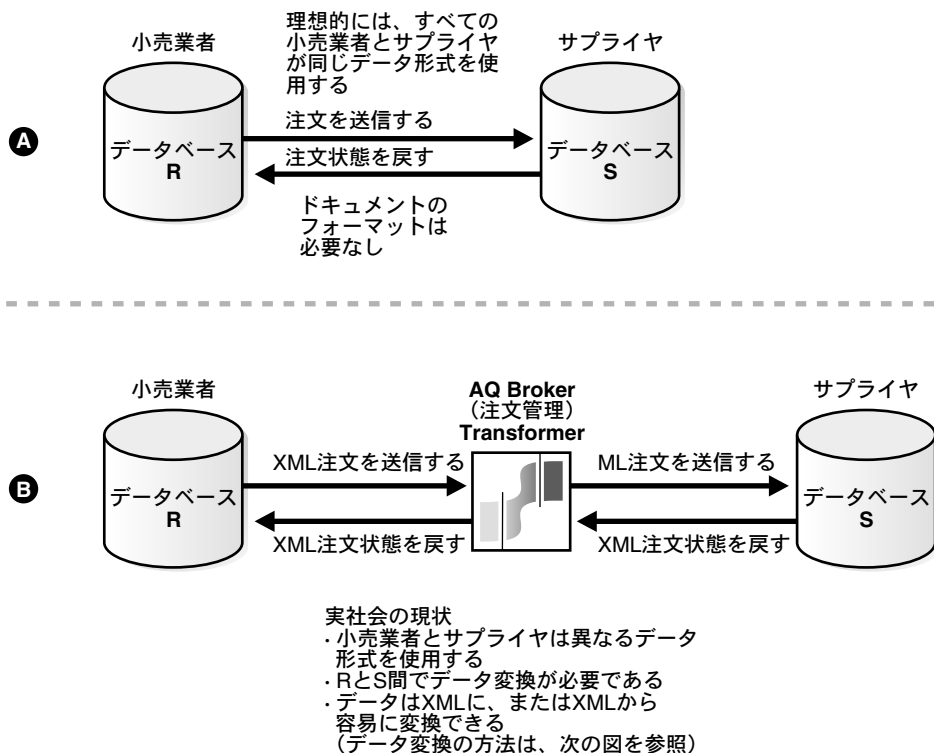 理想的には、すべての
小売業者とサプライヤ
が同じデータ形式を使
用する
小売業者
サプライヤ
A
データベース
R
注文を送信する
注文状態を戻す
データベース
S
ドキュメントの
フォーマットは
必要なし
小売業者
AQ Broker
（注文管理）
Transformer
サプライヤ
B
データベース
R
XML注文を送信する
ML注文を送信する
XML注文状態を戻す
XML注文状態を戻す
データベース
S
実社会の現状
・小売業者とサプライヤは異なるデータ
形式を使用する
・RとS間でデータ変換が必要である
・データはXMLに、またはXMLから
容易に変換できる
（データ変換の方法は、次の図を参照）